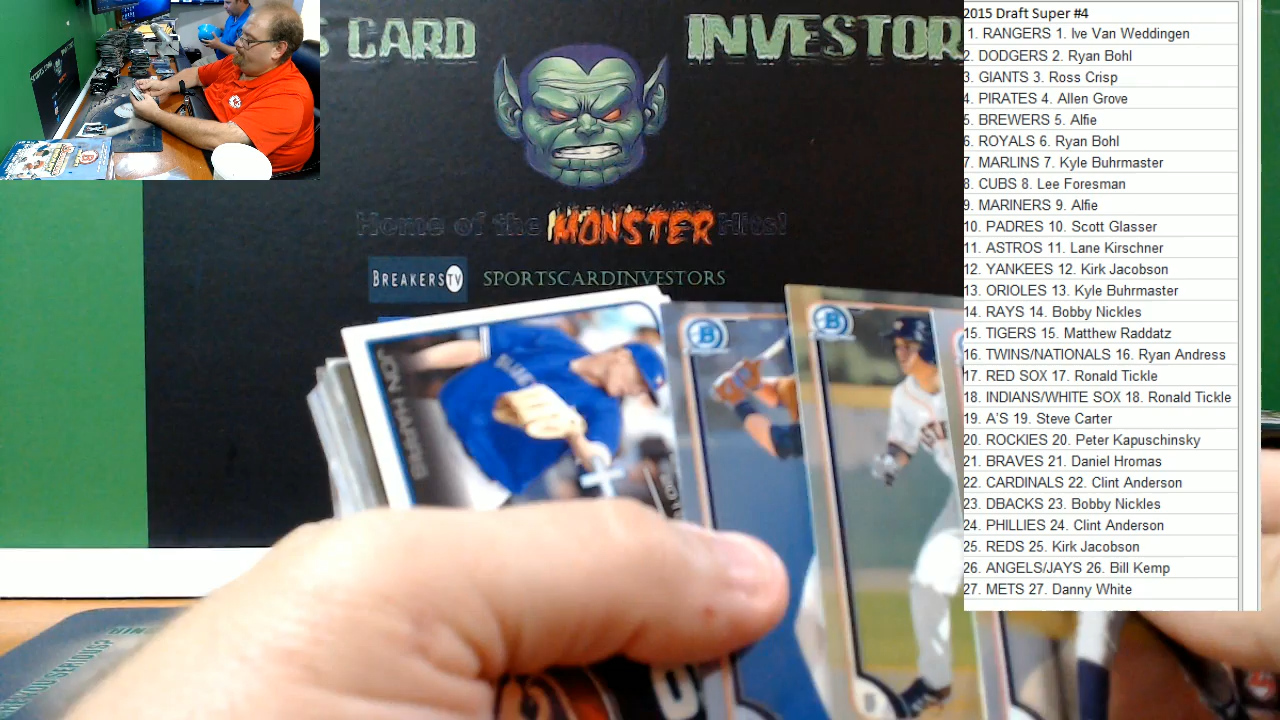 S CARD INVESTOR
Home of the MONSTER Hits!
BREAKERSTV SPORTSCARDINVESTORS
JON HARRIS
2015 Draft Super #4
1. RANGERS 1. Ive Van Weddingen
2. DODGERS 2. Ryan Bohl
3. GIANTS 3. Ross Crisp
4. PIRATES 4. Allen Grove
5. BREWERS 5. Alfie
6. ROYALS 6. Ryan Bohl
7. MARLINS 7. Kyle Buhrmaster
8. CUBS 8. Lee Foresman
9. MARINERS 9. Alfie
10. PADRES 10. Scott Glasser
11. ASTROS 11. Lane Kirschner
12. YANKEES 12. Kirk Jacobson
13. ORIOLES 13. Kyle Buhrmaster
14. RAYS 14. Bobby Nickles
15. TIGERS 15. Matthew Raddatz
16. TWINS/NATIONALS 16. Ryan Andress
17. RED SOX 17. Ronald Tickle
18. INDIANS/WHITE SOX 18. Ronald Tickle
19. A'S 19. Steve Carter
20. ROCKIES 20. Peter Kapuschinsky
21. BRAVES 21. Daniel Hromas
22. CARDINALS 22. Clint Anderson
23. DBACKS 23. Bobby Nickles
24. PHILLIES 24. Clint Anderson
25. REDS 25. Kirk Jacobson
26. ANGELS/JAYS 26. Bill Kemp
27. METS 27. Danny White